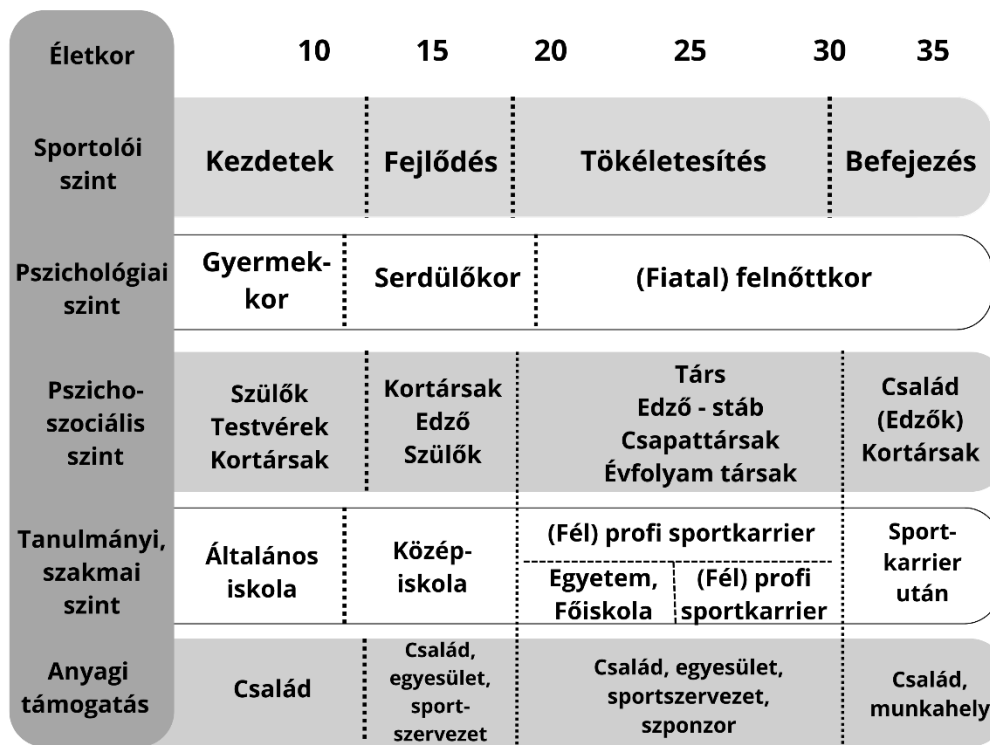 Életkor
10 15 20 25 30 35
Sportolói
szint
Kezdetek
Fejlődés
Tökéletesítés
Befejezés
Pszichológiai
szint
Gyermek-
kor
Serdülőkor
(Fiatal) felnőttkor
Pszicho-
szociális
szint
Szülők
Testvérek
Kortársak
Kortársak
Edző
Szülők
Társ
Edző - stáb
Csapattársak
Évfolyam társak
Család
(Edzők)
Kortársak
Tanulmányi,
szakmai
szint
Általános
iskola
Közép-
iskola
(Fél) profi sportkarrier
Egyetem,
Főiskola
(Fél) profi
sportkarrier
Sport-
karrier
után
Anyagi
támogatás
Család
Család,
egyesület,
sport-
szervezet
Család, egyesület,
sportszervezet,
szponzor
Család,
munkahely